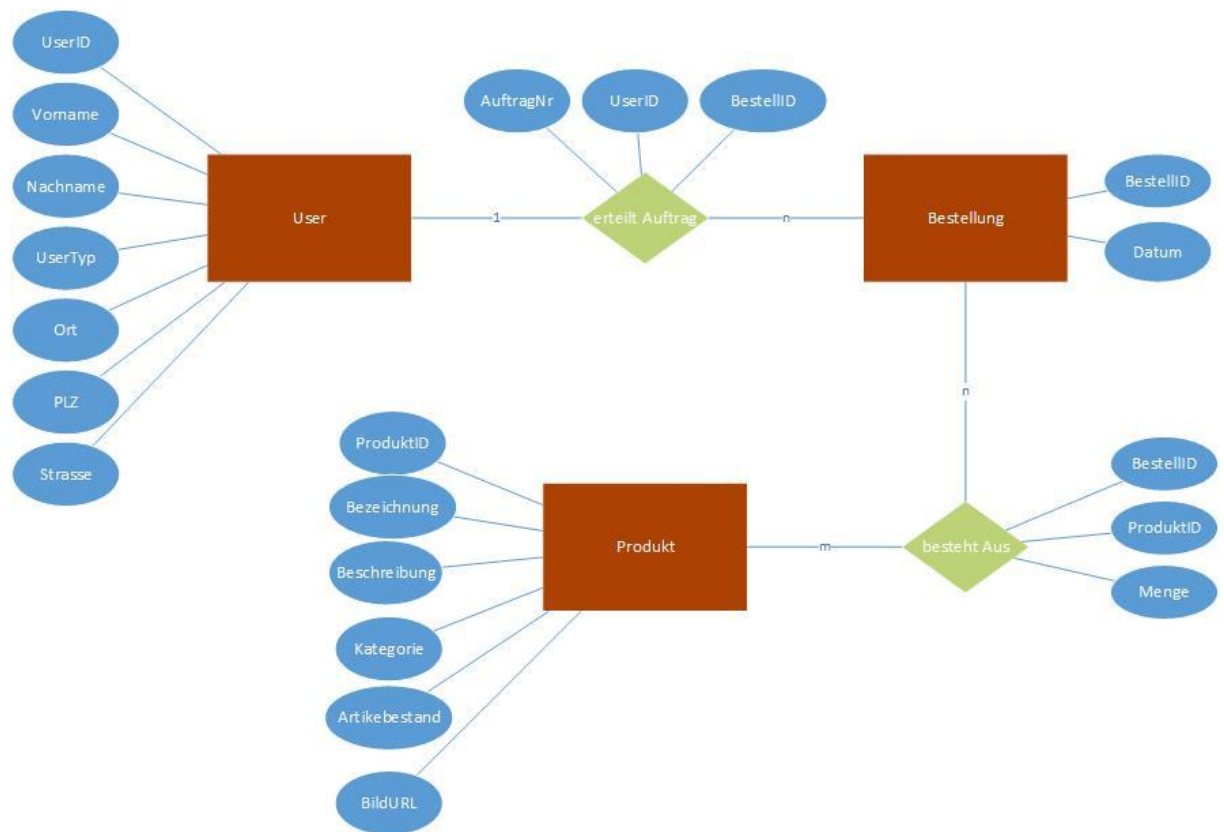 UserID
Vorname
Nachname
UserTyp
Ort
PLZ
Strasse
User
1
AuftragNr
UserID
BestellID
erteilt Auftrag
n
Bestellung
BestellID
Datum
n
ProduktID
Bezeichnung
Beschreibung
Kategorie
Artikebestand
BildURL
Produkt
m
besteht Aus
BestellID
ProduktID
Menge